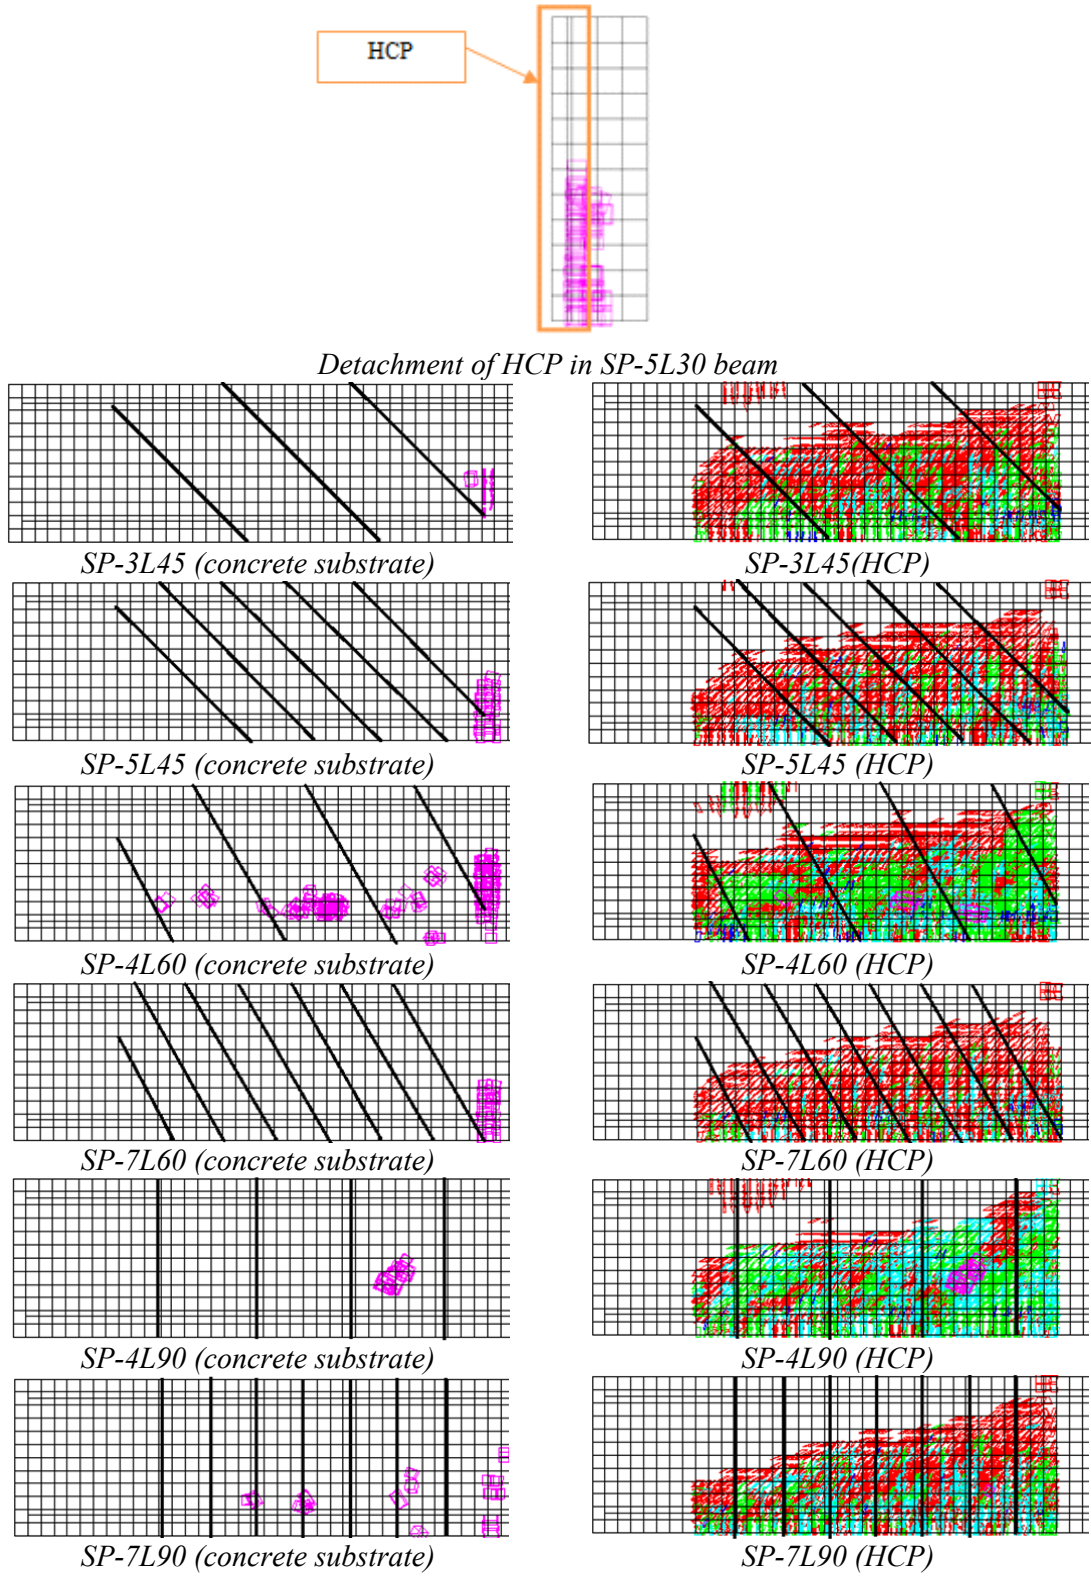 HCP
Detachment of HCP in SP-5L30 beam
SP-3L45 (concrete substrate)
SP-3L45(HCP)
SP-5L45 (concrete substrate)
SP-5L45 (HCP)
SP-4L60 (concrete substrate)
SP-4L60 (HCP)
SP-7L60 (concrete substrate)
SP-7L60 (HCP)
SP-4L90 (concrete substrate)
SP-4L90 (HCP)
SP-7L90 (concrete substrate)
SP-7L90 (HCP)